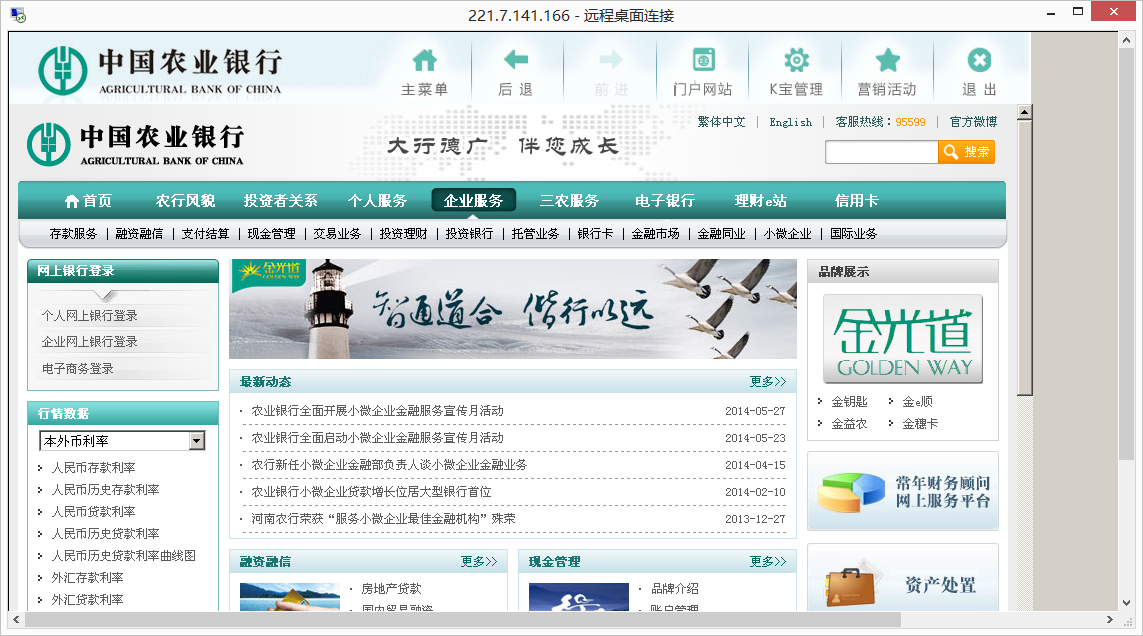 221.7.141.166 - 远程桌面连接
中国农业银行
AGRICULTURAL BANK OF CHINA
主菜单 后 退 前 进 门户网站 K宝管理 营销活动 退 出
中国农业银行
AGRICULTURAL BANK OF CHINA
大行德广 伴您成长
繁体中文 | English | 客服热线：95599 | 官方微博
搜索
首页 农行风貌 投资者关系 个人服务 企业服务 三农服务 电子银行 理财e站 信用卡
存款服务 | 融资融信 | 支付结算 | 现金管理 | 交易业务 | 投资理财 | 投资银行 | 托管业务 | 银行卡 | 金融市场 | 金融同业 | 小微企业 | 国际业务
网上银行登录
个人网上银行登录
企业网上银行登录
电子商务登录
行情数据
本外币利率
人民币存款利率
人民币历史存款利率
人民币贷款利率
人民币历史贷款利率
人民币历史贷款利率曲线图
外汇存款利率
外汇贷款利率
金光道
智通道合 偕行以远
最新动态 更多>>
· 农业银行全面开展小微企业金融服务宣传月活动 2014-05-27
· 农业银行全面启动小微企业金融服务宣传月活动 2014-05-23
· 农行新任小微企业金融部负责人谈小微企业金融业务 2014-04-15
· 农业银行小微企业贷款增长位居大型银行首位 2014-02-10
· 河南农行荣获“服务小微企业最佳金融机构”殊荣 2013-12-27
融资融信 更多>>
· 房地产贷款
· 国内贸易融资
现金管理 更多>>
· 品牌介绍
· 账户管理
品牌展示
金光道
GOLDEN WAY
金钥匙 金e顺
金益农 金穗卡
常年财务顾问
网上服务平台
资产处置